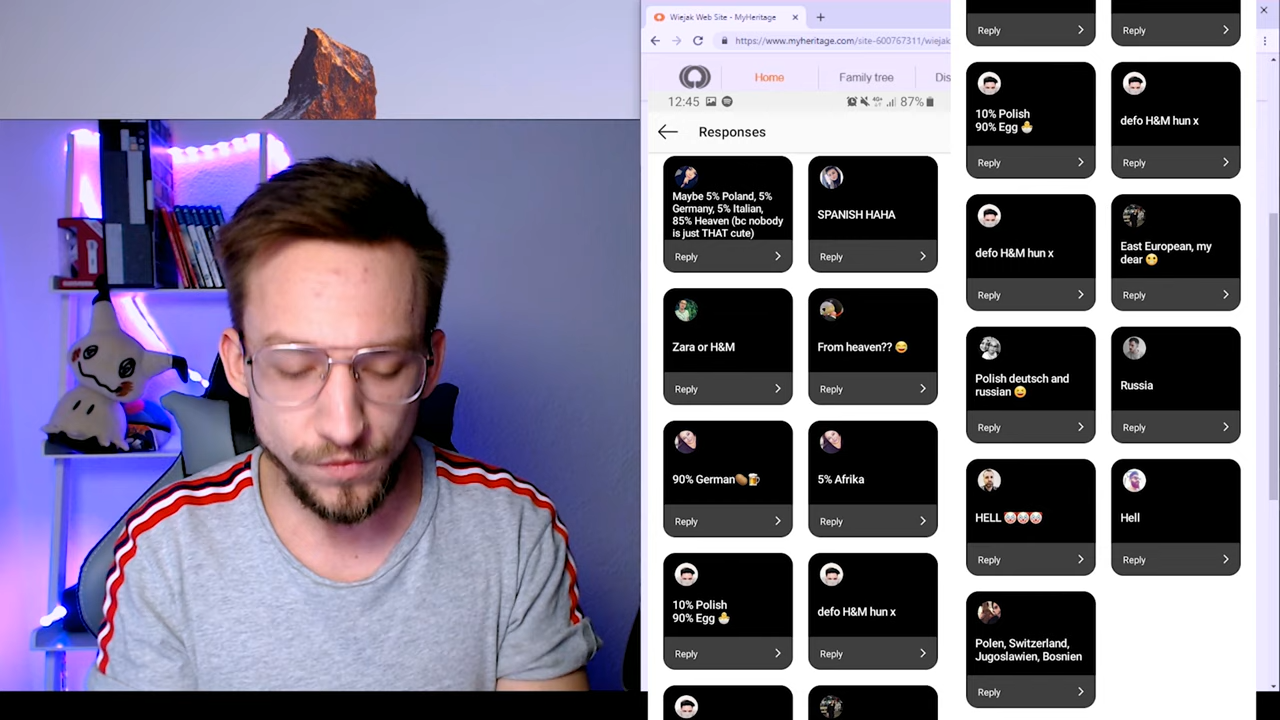 Wiejak Web Site - MyHeritage
https://www.myheritage.com/site-600767311/wiejak
Home
Family tree
Dis
12:45
87%
Responses
Maybe 5% Poland, 5%
Germany, 5% Italian,
85% Heaven (bc nobody
is just THAT cute)
Reply
SPANISH HAHA
Reply
Zara or H&M
Reply
From heaven?? 😅
Reply
90% German🥔🍺
Reply
5% Afrika
Reply
10% Polish
90% Egg 🐣
Reply
defo H&M hun x
Reply
Reply
Reply
10% Polish
90% Egg 🐣
Reply
defo H&M hun x
Reply
defo H&M hun x
Reply
East European, my
dear 😬
Reply
Polish deutsch and
russian 😅
Reply
Russia
Reply
HELL 🤡🤡🤡
Reply
Hell
Reply
Polen, Switzerland,
Jugoslawien, Bosnien
Reply